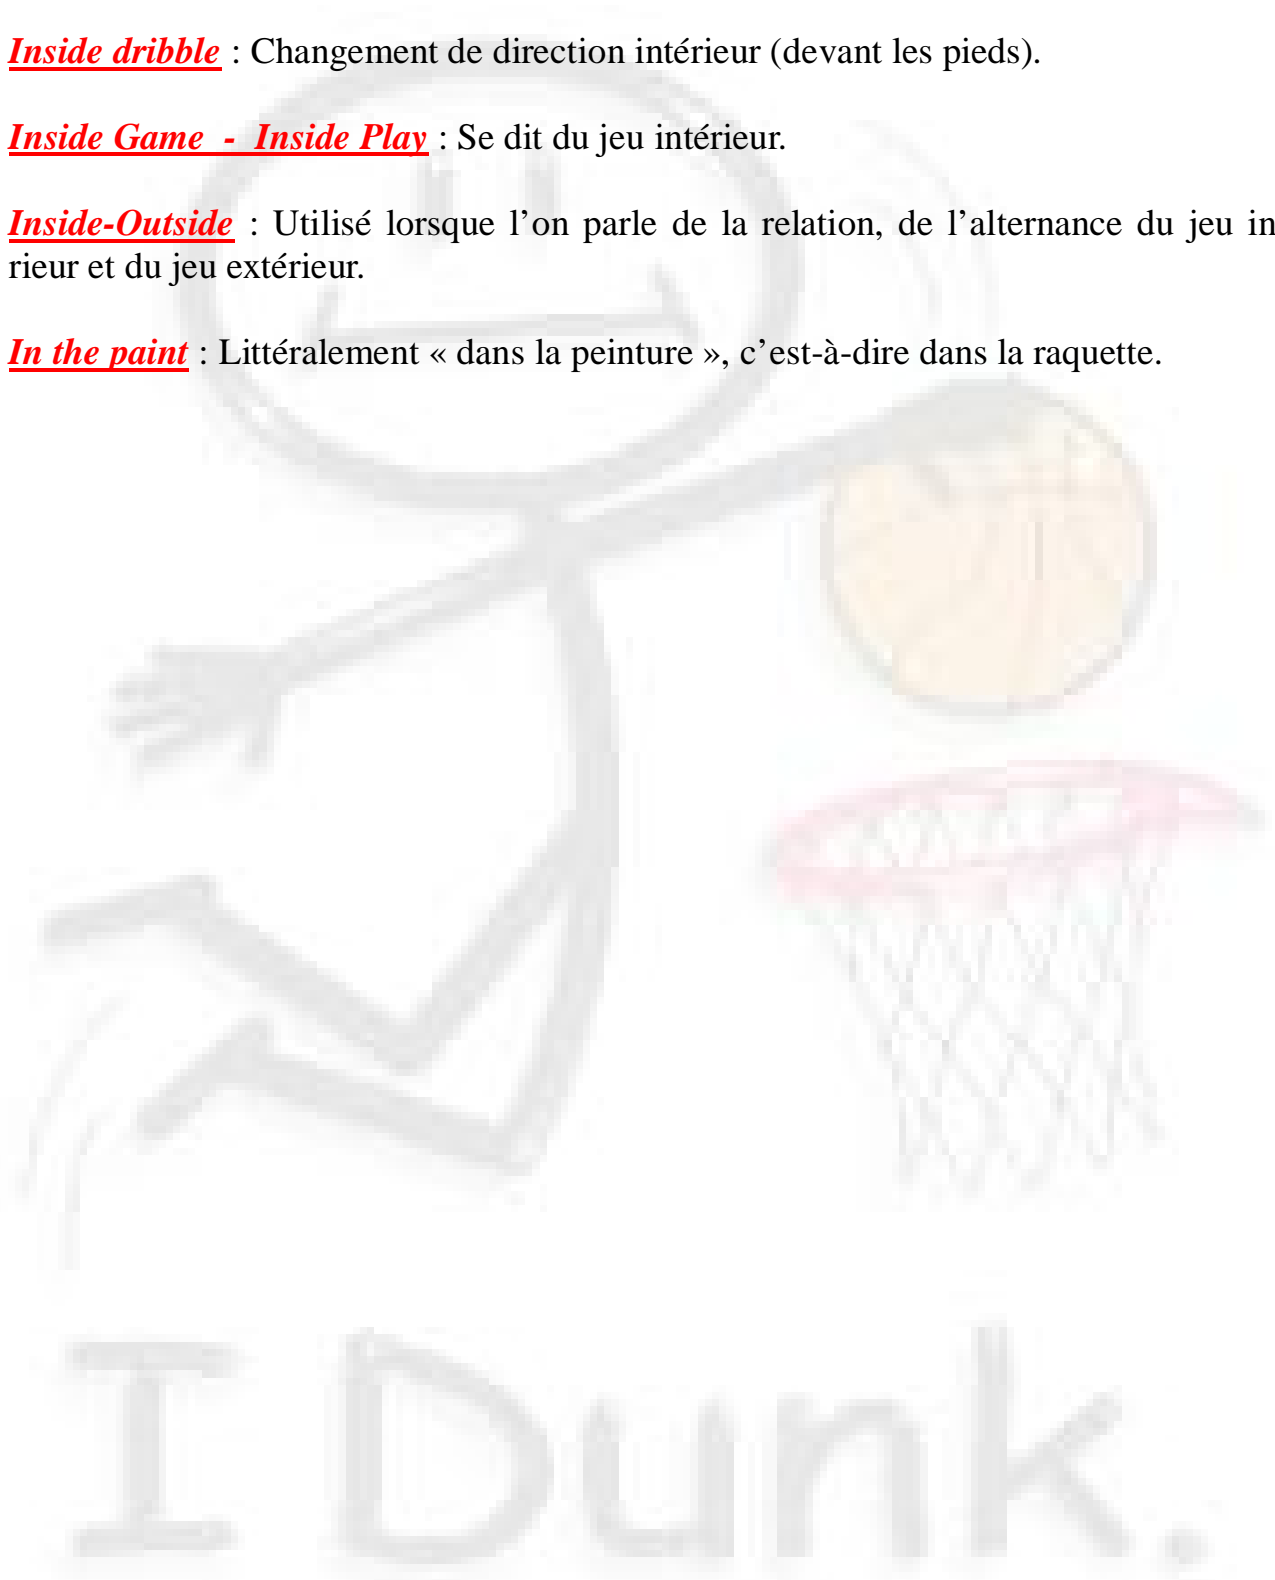 Inside dribble : Changement de direction intérieur (devant les pieds).
Inside Game - Inside Play : Se dit du jeu intérieur.
Inside-Outside : Utilisé lorsque l’on parle de la relation, de l’alternance du jeu in
rieur et du jeu extérieur.
In the paint : Littéralement « dans la peinture », c’est-à-dire dans la raquette.
I Dunk.